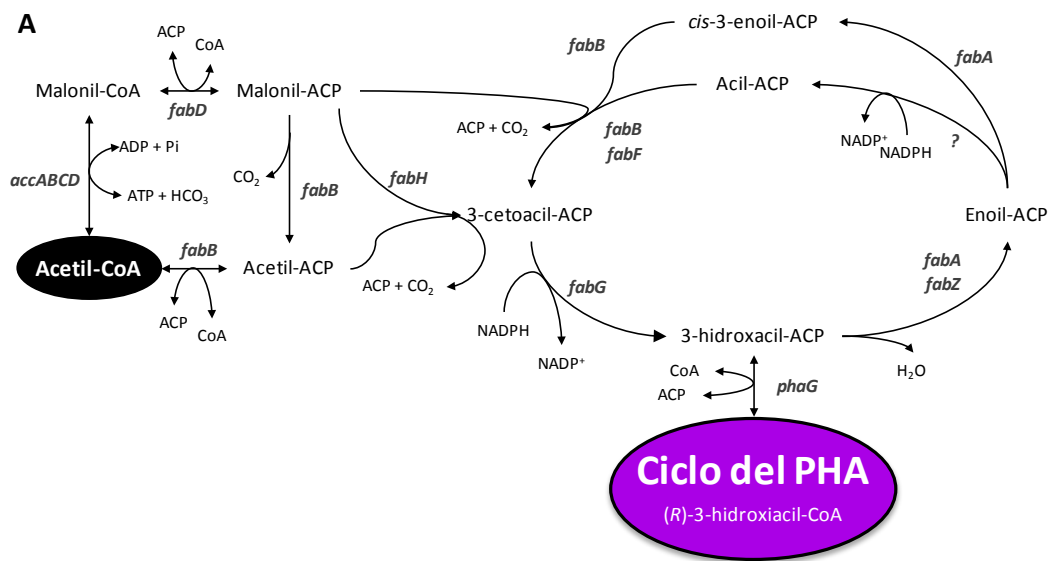 A
ACP
CoA
cis-3-enoil-ACP
fabB
fabA
Malonil-CoA
fabD
Malonil-ACP
Acil-ACP
ACP + CO₂
fabB
fabF
NADP⁺
NADPH
?
ADP + Pi
accABCD
ATP + HCO₃
CO₂
fabB
fabH
3-cetoacil-ACP
Enoil-ACP
Acetil-CoA
fabB
Acetil-ACP
ACP + CO₂
fabG
fabA
fabZ
ACP
CoA
NADPH
NADP⁺
3-hidroxacil-ACP
H₂O
CoA
ACP
phaG
Ciclo del PHA
(R)-3-hidroxiacil-CoA